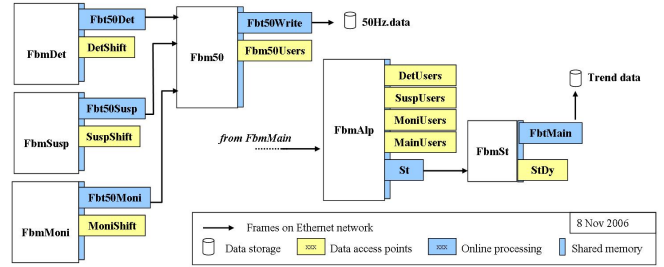 FbmDet
Fbt50Det
DetShift
FbmSusp
Fbt50Susp
SuspShift
FbmMoni
Fbt50Moni
MoniShift
Fbm50
Fbt50Write
Fbm50Users
50Hz.data
from FbmMain
FbmAlp
DetUsers
SuspUsers
MoniUsers
MainUsers
St
FbmSt
FbtMain
StDy
Trend data
8 Nov 2006
Frames on Ethernet network
Data storage
xxx
Data access points
xxx
Online processing
Shared memory